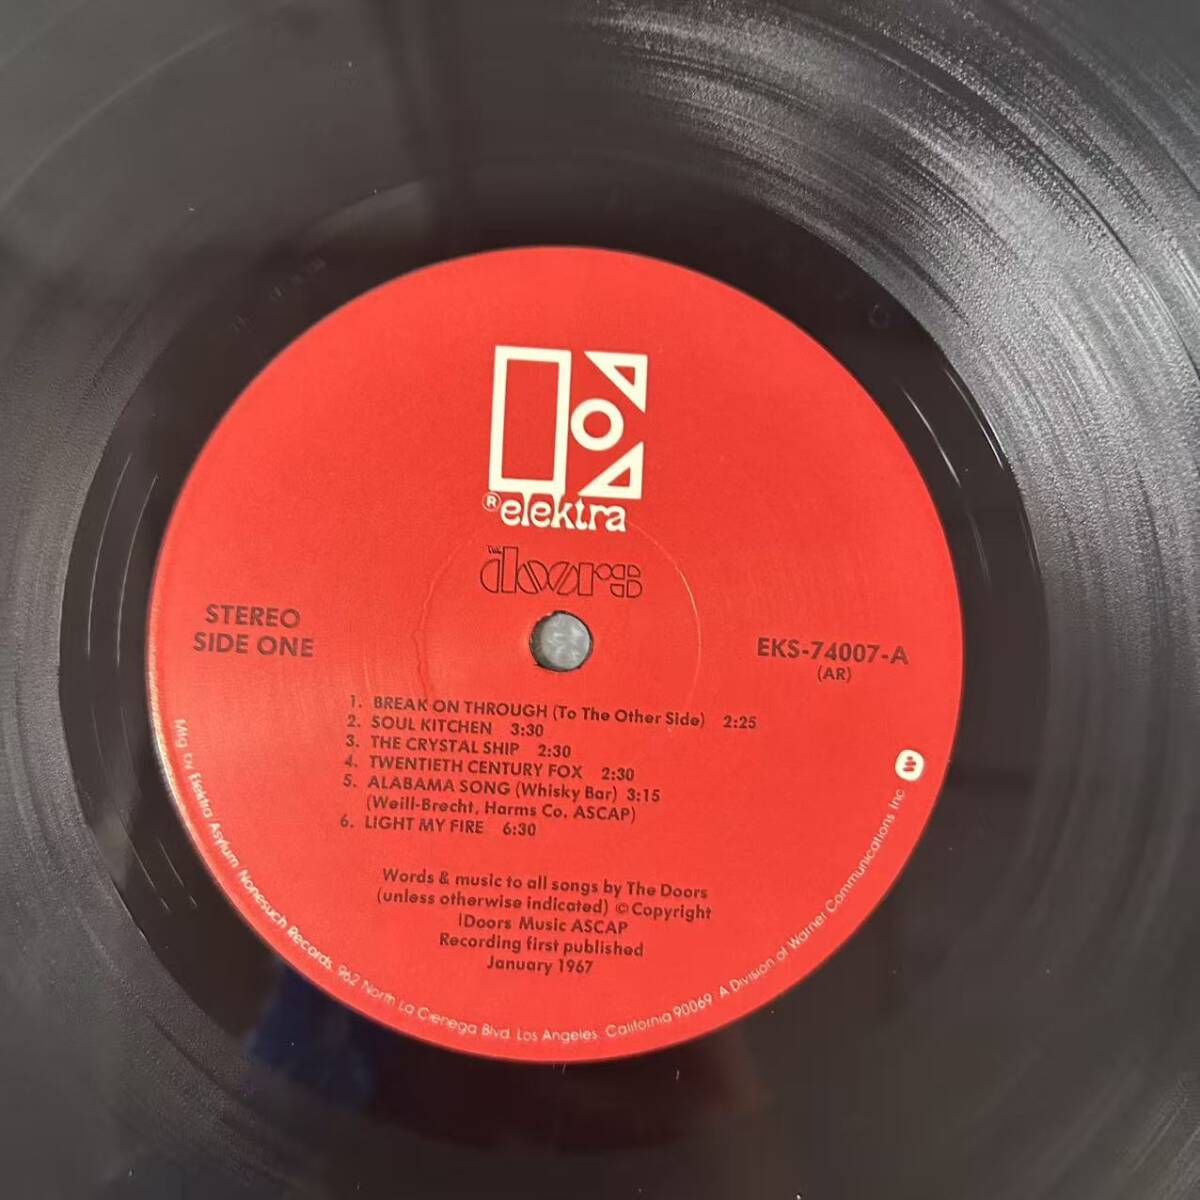 ® elektra
the doors
STEREO
SIDE ONE
EKS-74007-A
(AR)
1. BREAK ON THROUGH (To The Other Side) 2:25
2. SOUL KITCHEN 3:30
3. THE CRYSTAL SHIP 2:30
4. TWENTIETH CENTURY FOX 2:30
5. ALABAMA SONG (Whisky Bar) 3:15
(Weill-Brecht, Harms Co, ASCAP)
6. LIGHT MY FIRE 6:30
Words & music to all songs by The Doors
(unless otherwise indicated) © Copyright
Doors Music ASCAP
Recording first published
January 1967
Mfg by Elektra/Asylum/Nonesuch Records, 962 North La Cienega Blvd. Los Angeles, California 90069. A Division of Warner Communications Inc.